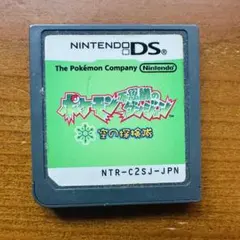 NINTENDO DS
The Pokémon Company Nintendo
ポケモン不思議のダンジョン
空の探検隊
NTR-C2SJ-JPN